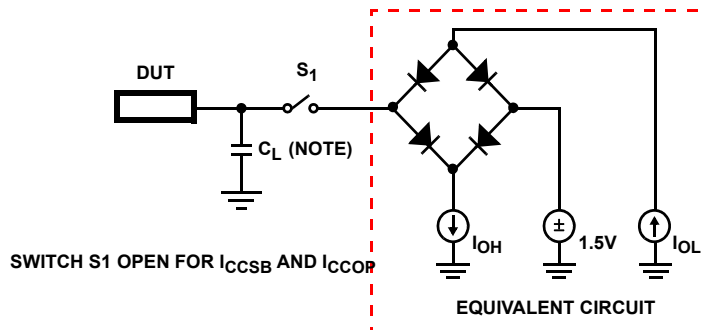 DUT
S1
CL (NOTE)
IOH
±
1.5V
IOL
SWITCH S1 OPEN FOR ICCSB AND ICCOP
EQUIVALENT CIRCUIT